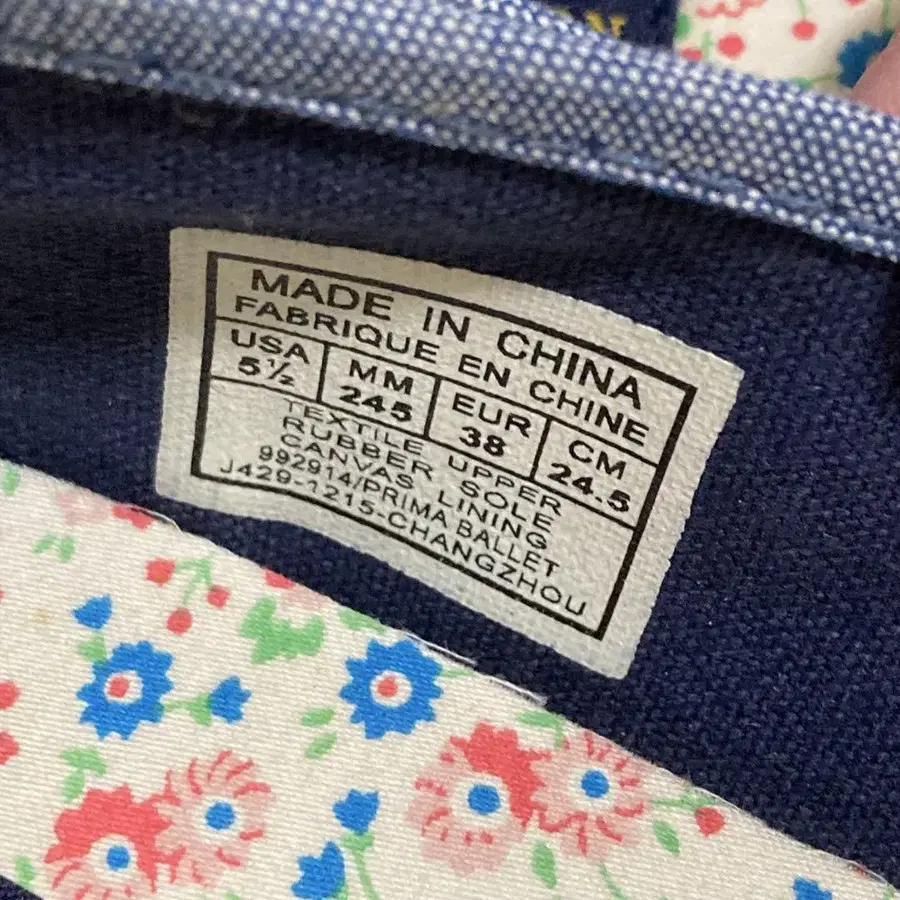 MADE IN CHINA
FABRIQUE EN CHINE
USA MM EUR CM
5½ 245 38 24.5
TEXTILE UPPER
RUBBER SOLE
CANVAS LINING
992914/PRIMA BALLET
J429-1215-CHANGZHOU